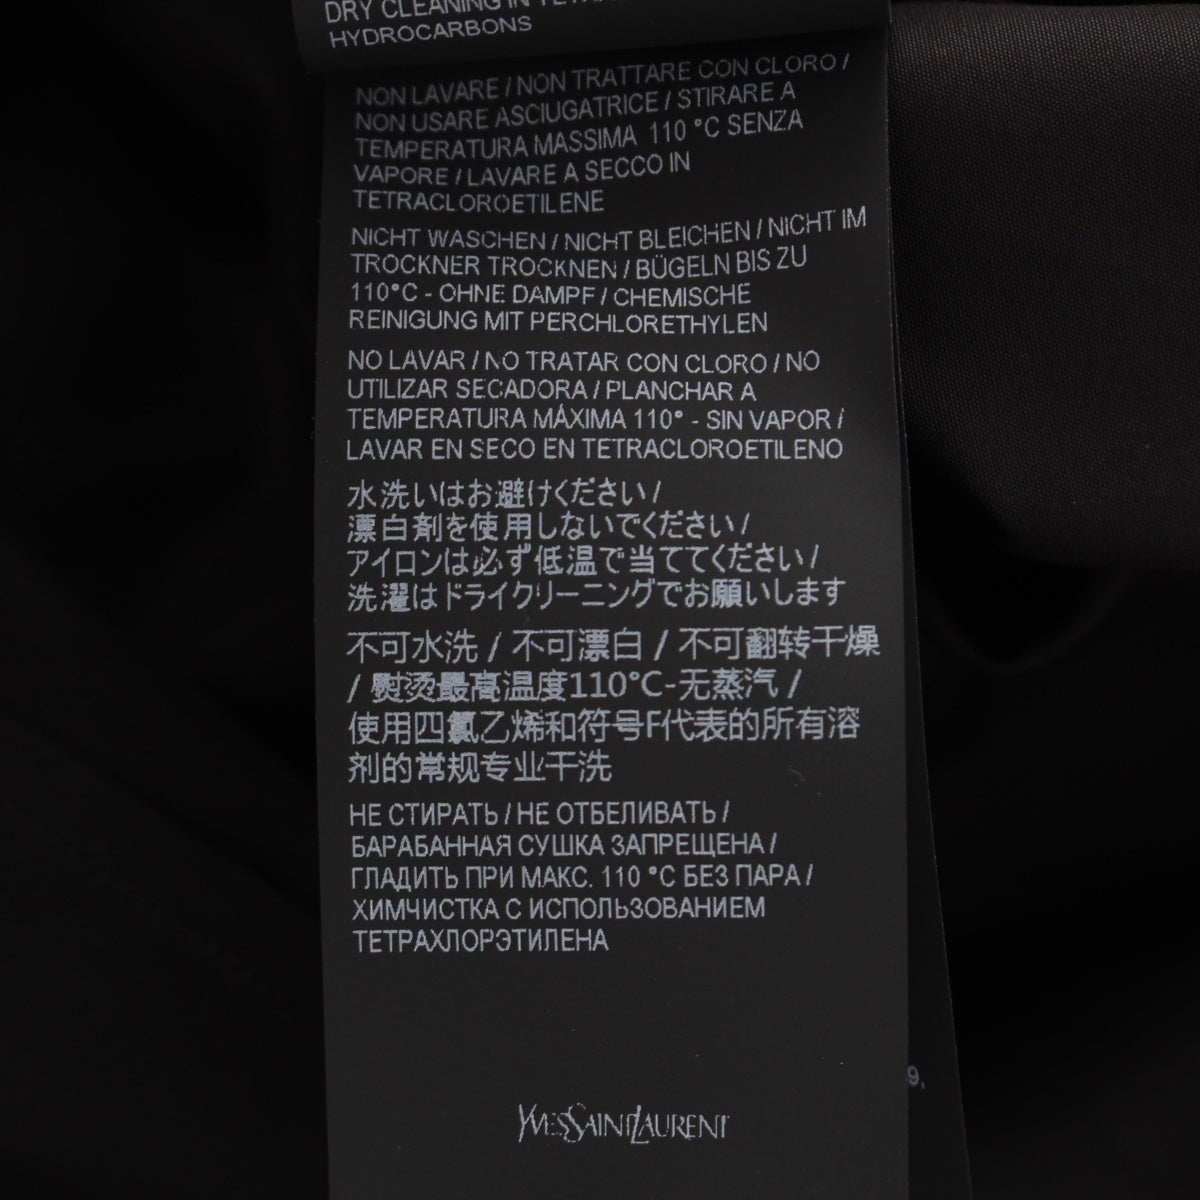 DRY CLEANING IN
HYDROCARBONS
NON LAVARE / NON TRATTARE CON CLORO /
NON USARE ASCIUGATRICE / STIRARE A
TEMPERATURA MASSIMA 110 °C SENZA
VAPORE / LAVARE A SECCO IN
TETRACLOROETILENE
NICHT WASCHEN / NICHT BLEICHEN / NICHT IM
TROCKNER TROCKNEN / BÜGELN BIS ZU
110°C - OHNE DAMPF / CHEMISCHE
REINIGUNG MIT PERCHLORETHYLEN
NO LAVAR / NO TRATAR CON CLORO / NO
UTILIZAR SECADORA / PLANCHAR A
TEMPERATURA MÁXIMA 110° - SIN VAPOR /
LAVAR EN SECO EN TETRACLOROETILENO
水洗いはお避けください /
漂白剤を使用しないでください /
アイロンは必ず低温で当ててください /
洗濯はドライクリーニングでお願いします
不可水洗 / 不可漂白 / 不可翻转干燥
/ 熨烫最高温度110°C-无蒸汽 /
使用四氯乙烯和符号F代表的所有溶
剂的常规专业干洗
НЕ СТИРАТЬ / НЕ ОТБЕЛИВАТЬ /
БАРАБАННАЯ СУШКА ЗАПРЕЩЕНА /
ГЛАДИТЬ ПРИ МАКС. 110 °C БЕЗ ПАРА /
ХИМЧИСТКА С ИСПОЛЬЗОВАНИЕМ
ТЕТРАХЛОРЭТИЛЕНА
9,
YVESSAINTLAURENT